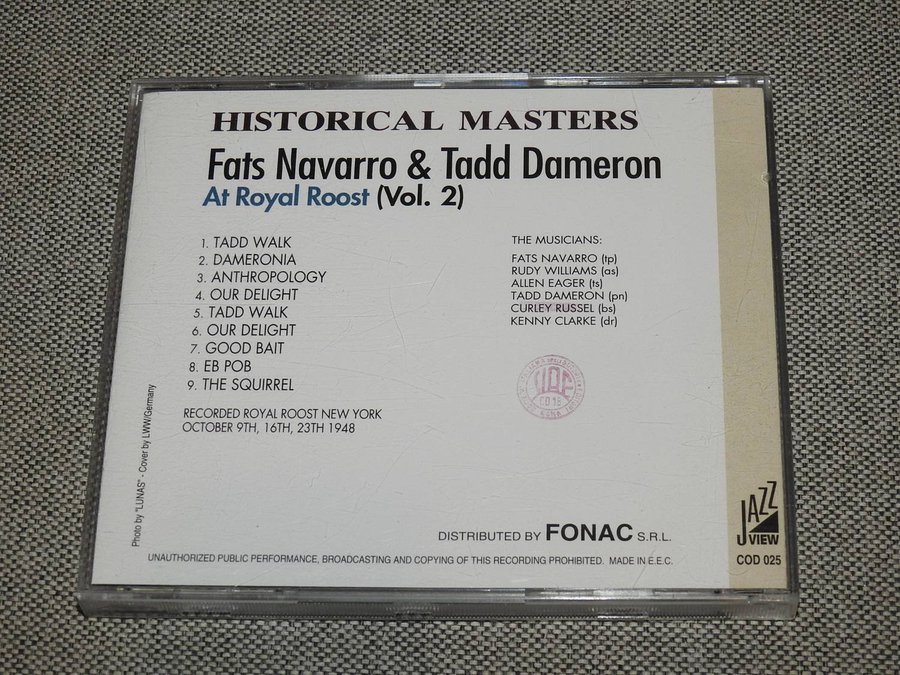 HISTORICAL MASTERS
Fats Navarro & Tadd Dameron
At Royal Roost (Vol. 2)
1. TADD WALK
2. DAMERONIA
3. ANTHROPOLOGY
4. OUR DELIGHT
5. TADD WALK
6. OUR DELIGHT
7. GOOD BAIT
8. EB POB
9. THE SQUIRREL
RECORDED ROYAL ROOST NEW YORK
OCTOBER 9TH, 16TH, 23TH 1948
THE MUSICIANS:
FATS NAVARRO (tp)
RUDY WILLIAMS (as)
ALLEN EAGER (ts)
TADD DAMERON (pn)
CURLEY RUSSEL (bs)
KENNY CLARKE (dr)
CD 18
ROMA
Photo by "LUNAS" - Cover by LWW/Germany
DISTRIBUTED BY FONAC S.R.L.
UNAUTHORIZED PUBLIC PERFORMANCE, BROADCASTING AND COPYING OF THIS RECORDING PROHIBITED. MADE IN E.E.C.
JAZZ
VIEW
COD 025